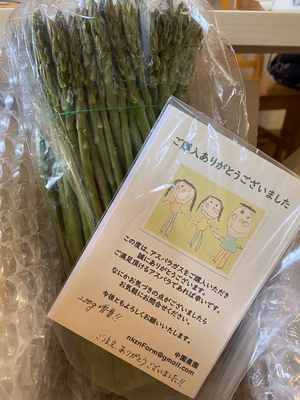 ご購入ありがとうございました
この度は、アスパラガスをご購入いただき
誠にありがとうございます。
ご満足頂けるアスパラであれば幸いです。
なにかお気づきの点がございましたら
お気軽にお問合せください。
今後ともよろしくお願いいたします。
中園農園
nkznFarm@gmail.com
200g 増量!!
ご注文、ありがとうございました!!